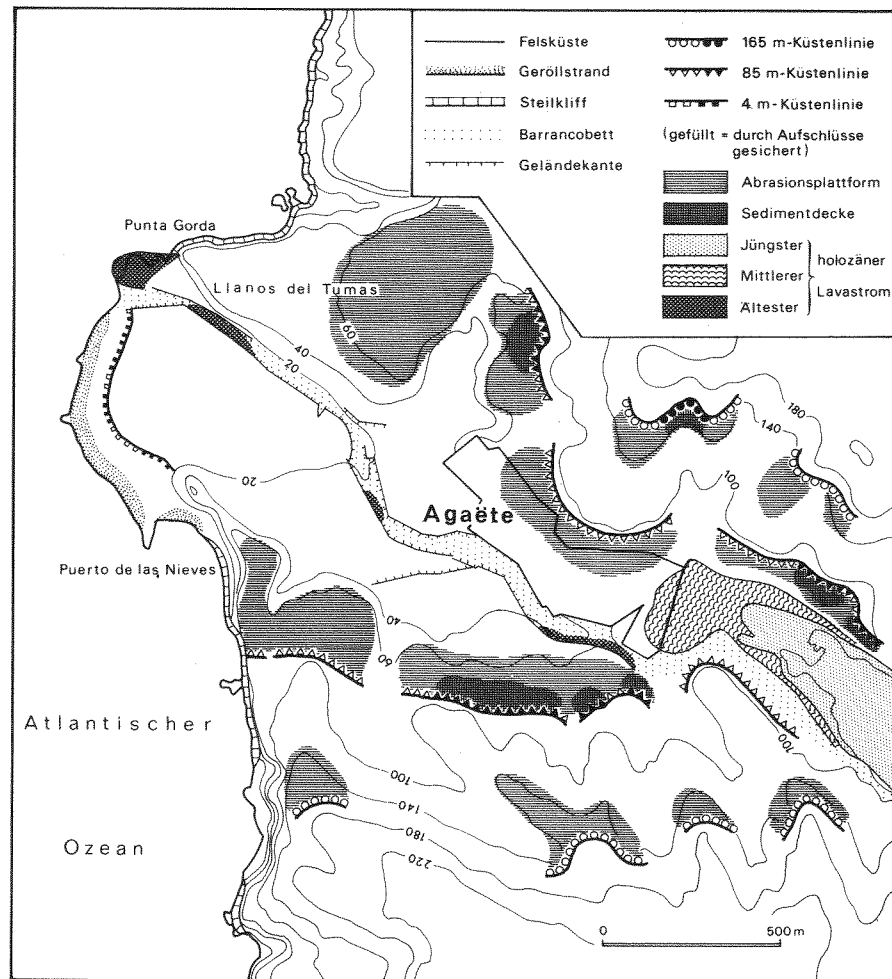 Felsküste
Geröllstrand
Steilkliff
Barrancobett
Geländekante
165 m-Küstenlinie
85 m-Küstenlinie
4 m-Küstenlinie
(gefüllt = durch Aufschlüsse
gesichert)
Abrasionsplattform
Sedimentdecke
Jüngster
Mittlerer
Ältester
holozäner
Lavastrom
Punta Gorda
Llanos del Tumas
60
40
20
180
140
100
20
Agaëte
Puerto de las Nieves
40
60
100
Atlantischer
Ozean
100
140
180
220
0 500 m